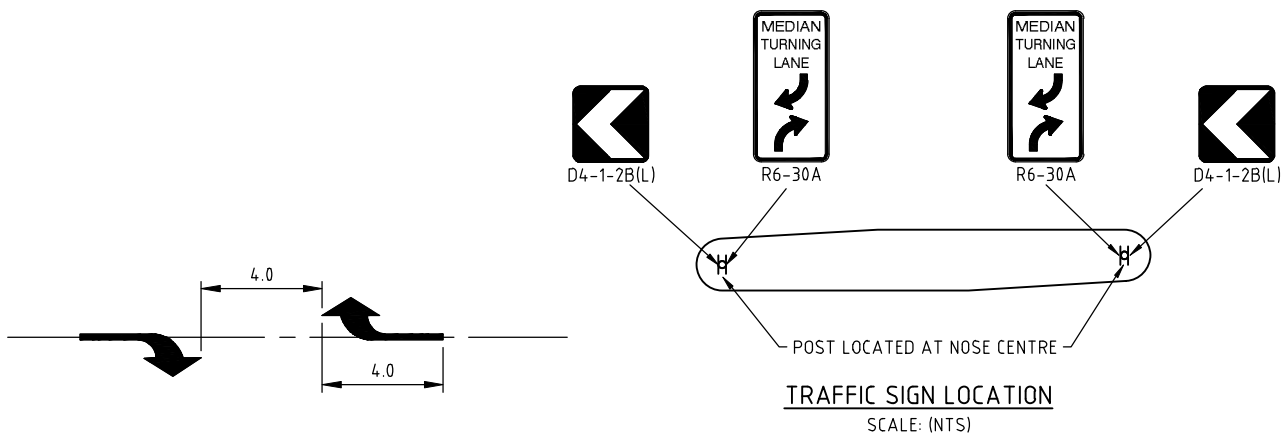 MEDIAN
TURNING
LANE
MEDIAN
TURNING
LANE
D4-1-2B(L)
R6-30A
R6-30A
D4-1-2B(L)
4.0
4.0
POST LOCATED AT NOSE CENTRE
TRAFFIC SIGN LOCATION
SCALE: (NTS)